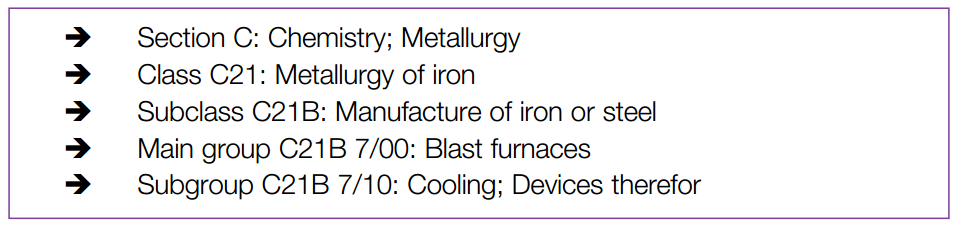 ➔ Section C: Chemistry; Metallurgy
➔ Class C21: Metallurgy of iron
➔ Subclass C21B: Manufacture of iron or steel
➔ Main group C21B 7/00: Blast furnaces
➔ Subgroup C21B 7/10: Cooling; Devices therefor